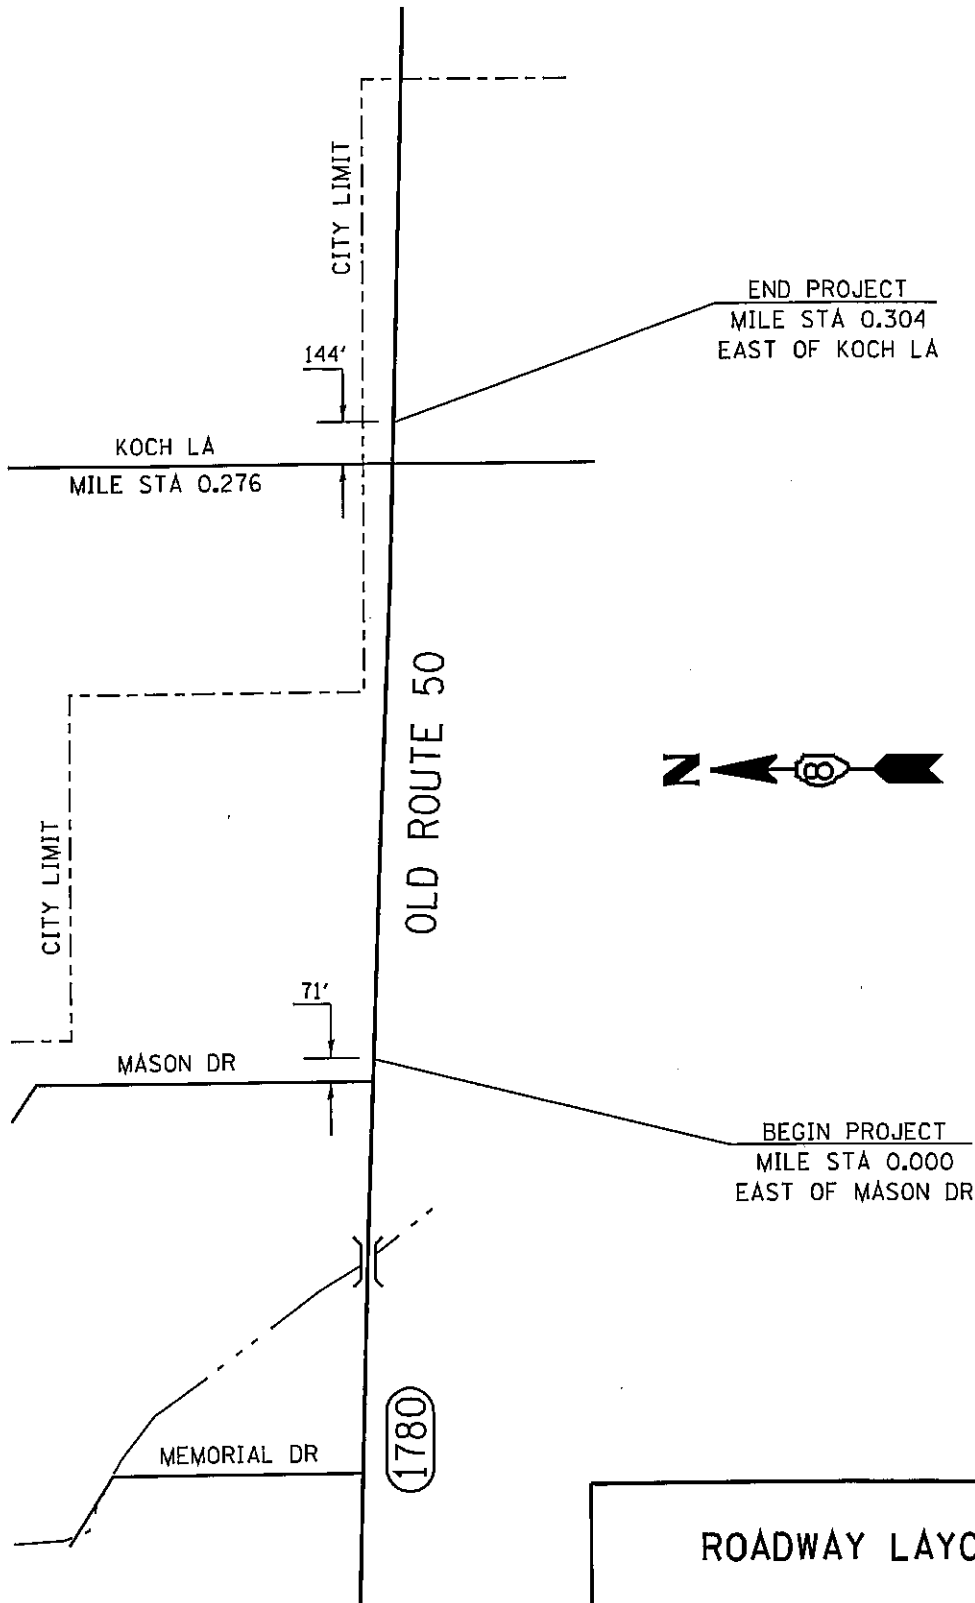 CITY LIMIT
END PROJECT
MILE STA 0.304
EAST OF KOCH LA
144'
KOCH LA
MILE STA 0.276
OLD ROUTE 50
N
8
CITY LIMIT
71'
MASON DR
BEGIN PROJECT
MILE STA 0.000
EAST OF MASON DR
1780
MEMORIAL DR
ROADWAY LAYO